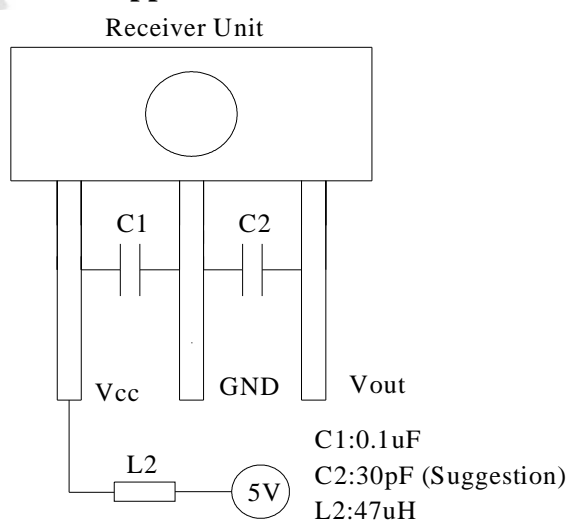 Receiver Unit
C1 C2
Vcc GND Vout
L2 5V
C1:0.1uF
C2:30pF (Suggestion)
L2:47uH